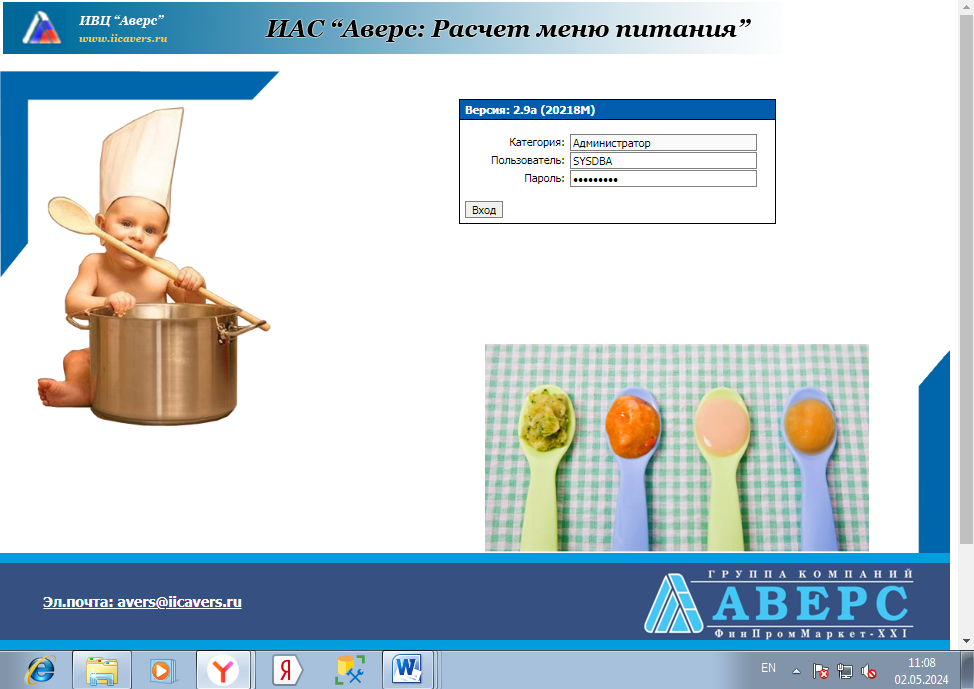 ИВЦ “Аверс”
www.iicavers.ru
ИАС “Аверс: Расчет меню питания”
Версия: 2.9a (20218M)
Категория: Администратор
Пользователь: SYSDBA
Пароль: •••••••••
Вход
Эл.почта: avers@iicavers.ru
ГРУППА КОМПАНИЙ
АВЕРС
ФинПромМаркет-XXI
EN
11:08
02.05.2024